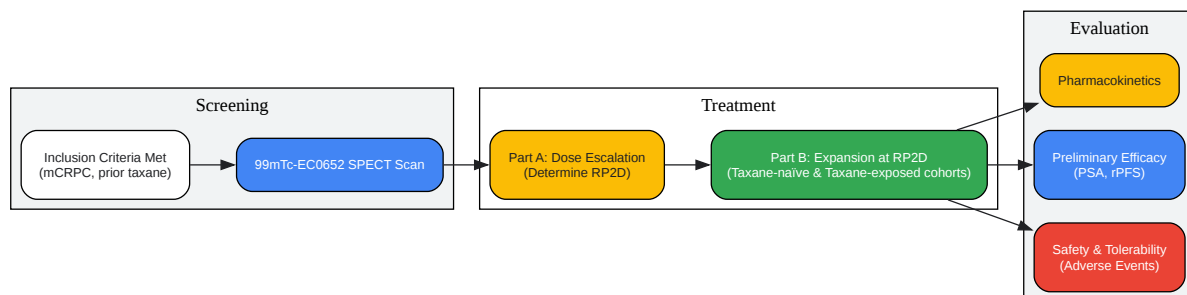 Screening
Inclusion Criteria Met
(mCRPC, prior taxane)
99mTc-EC0652 SPECT Scan
Treatment
Part A: Dose Escalation
(Determine RP2D)
Part B: Expansion at RP2D
(Taxane-naïve & Taxane-exposed cohorts)
Evaluation
Pharmacokinetics
Preliminary Efficacy
(PSA, rPFS)
Safety & Tolerability
(Adverse Events)